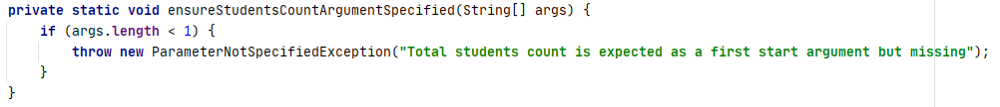 private static void ensureStudentsCountArgumentSpecified(String[] args) {
    if (args.length < 1) {
        throw new ParameterNotSpecifiedException("Total students count is expected as a first start argument but missing");
    }
}